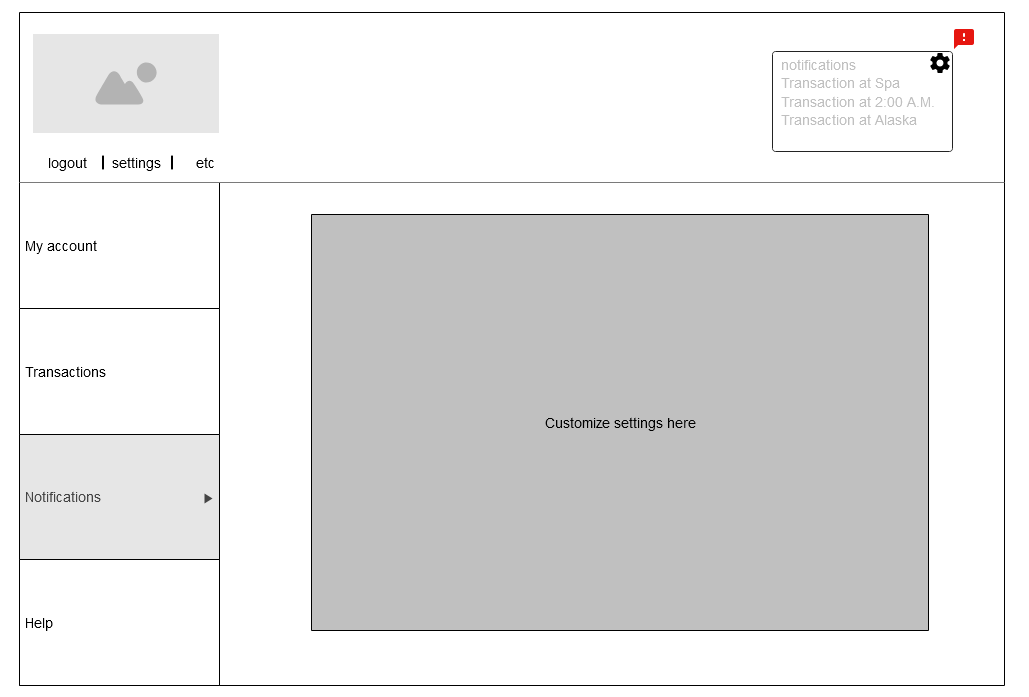 notifications
Transaction at Spa
Transaction at 2:00 A.M.
Transaction at Alaska
logout | settings | etc
My account
Transactions
Notifications
Help
Customize settings here